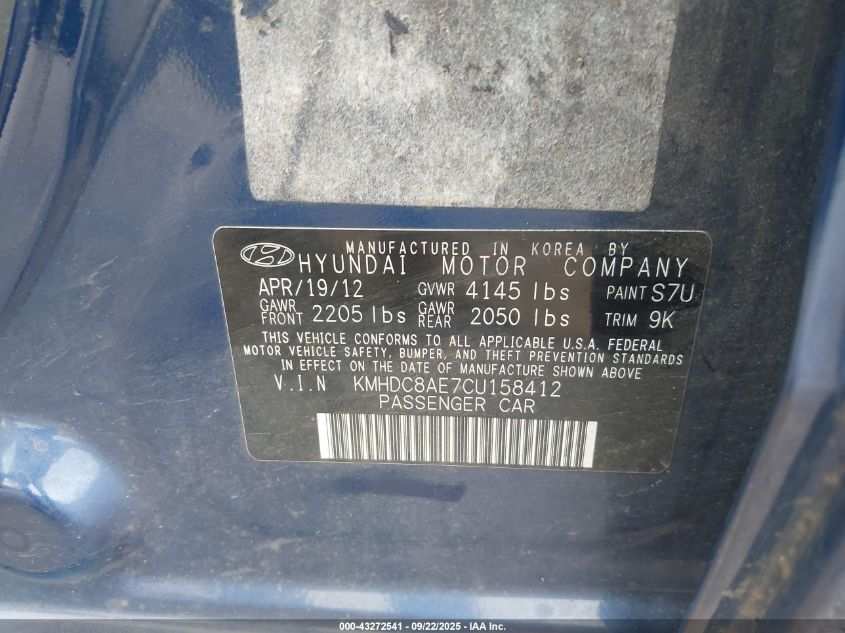 MANUFACTURED IN KOREA BY
HYUNDAI MOTOR COMPANY
APR/19/12 GVWR 4145 lbs PAINT S7U
GAWR FRONT 2205 lbs GAWR REAR 2050 lbs TRIM 9K
THIS VEHICLE CONFORMS TO ALL APPLICABLE U.S.A. FEDERAL
MOTOR VEHICLE SAFETY, BUMPER, AND THEFT PREVENTION STANDARDS
IN EFFECT ON THE DATE OF MANUFACTURE SHOWN ABOVE.
V.I.N KMHDC8AE7CU158412
PASSENGER CAR
000-43272541 - 09/22/2025 - IAA Inc.